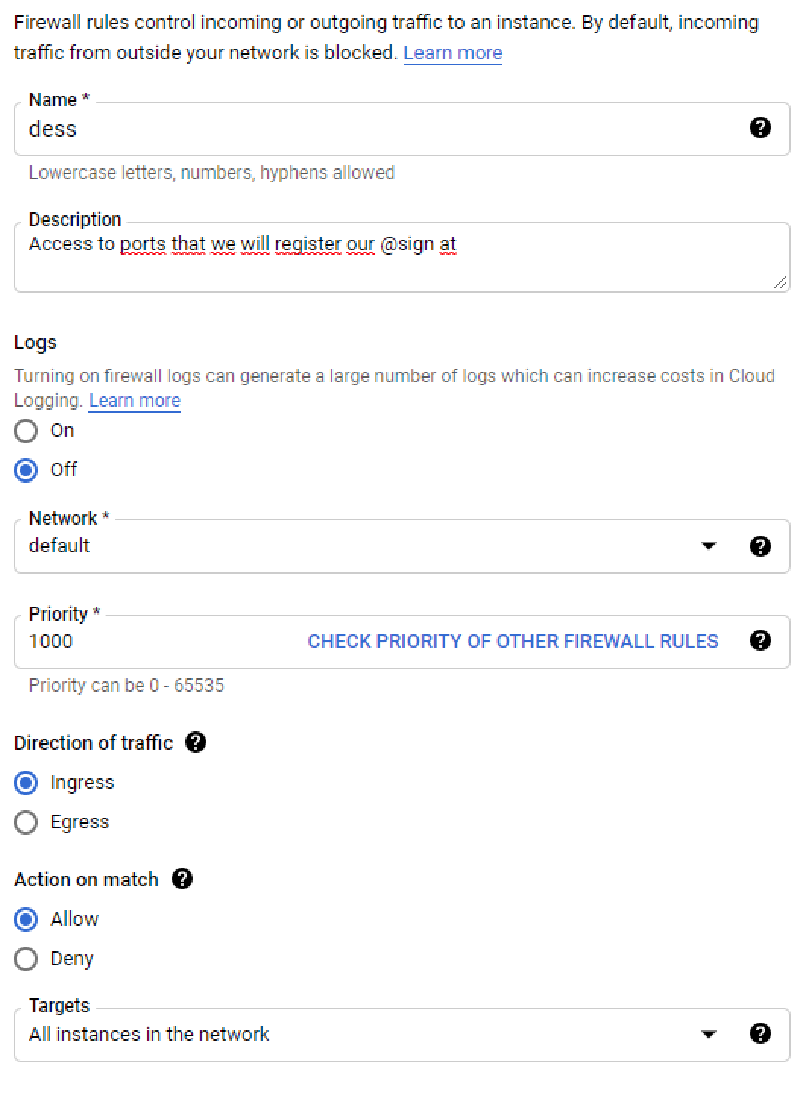 Firewall rules control incoming or outgoing traffic to an instance. By default, incoming
traffic from outside your network is blocked. Learn more
Name *
dess
Lowercase letters, numbers, hyphens allowed
Description
Access to ports that we will register our @sign at
Logs
Turning on firewall logs can generate a large number of logs which can increase costs in Cloud
Logging. Learn more
On
Off
Network *
default
Priority *
1000 CHECK PRIORITY OF OTHER FIREWALL RULES
Priority can be 0 - 65535
Direction of traffic
Ingress
Egress
Action on match
Allow
Deny
Targets
All instances in the network